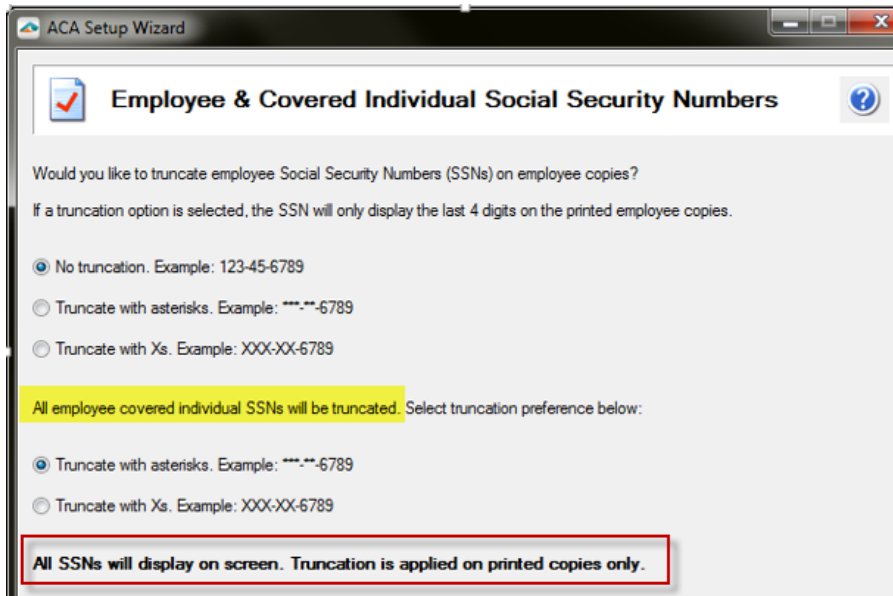 ACA Setup Wizard
Employee & Covered Individual Social Security Numbers
Would you like to truncate employee Social Security Numbers (SSNs) on employee copies?
If a truncation option is selected, the SSN will only display the last 4 digits on the printed employee copies.
No truncation. Example: 123-45-6789
Truncate with asterisks. Example: ***-**-6789
Truncate with Xs. Example: XXX-XX-6789
All employee covered individual SSNs will be truncated. Select truncation preference below:
Truncate with asterisks. Example: ***-**-6789
Truncate with Xs. Example: XXX-XX-6789
All SSNs will display on screen. Truncation is applied on printed copies only.